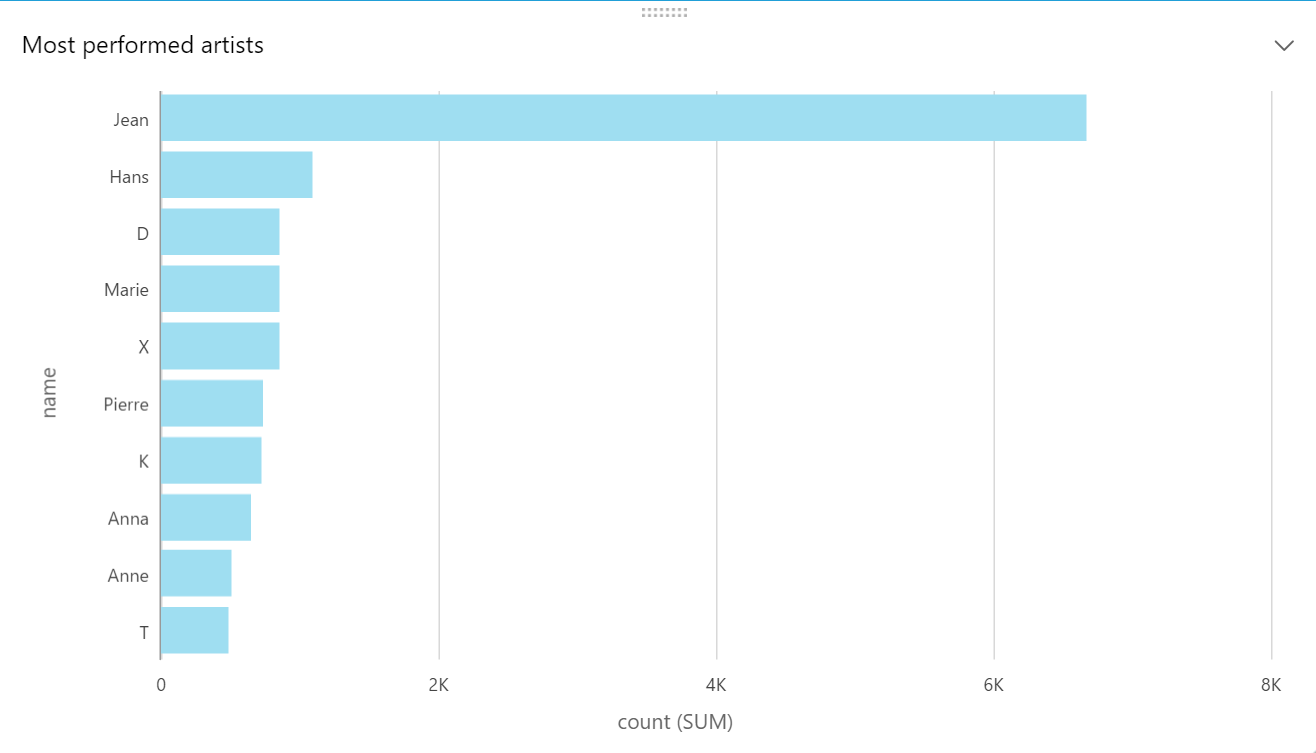 Most performed artists
Jean
Hans
D
Marie
X
Pierre
K
Anna
Anne
T
name
0 2K 4K 6K 8K
count (SUM)